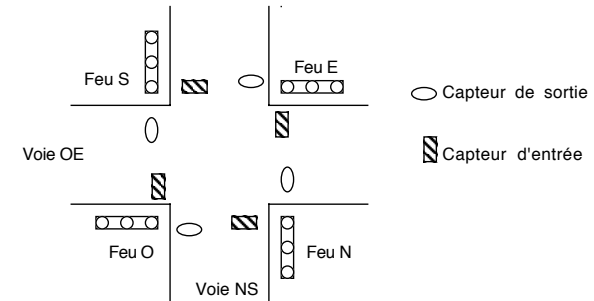 Feu S
Feu E
Capteur de sortie
Voie OE
Capteur d'entrée
Feu O
Feu N
Voie NS